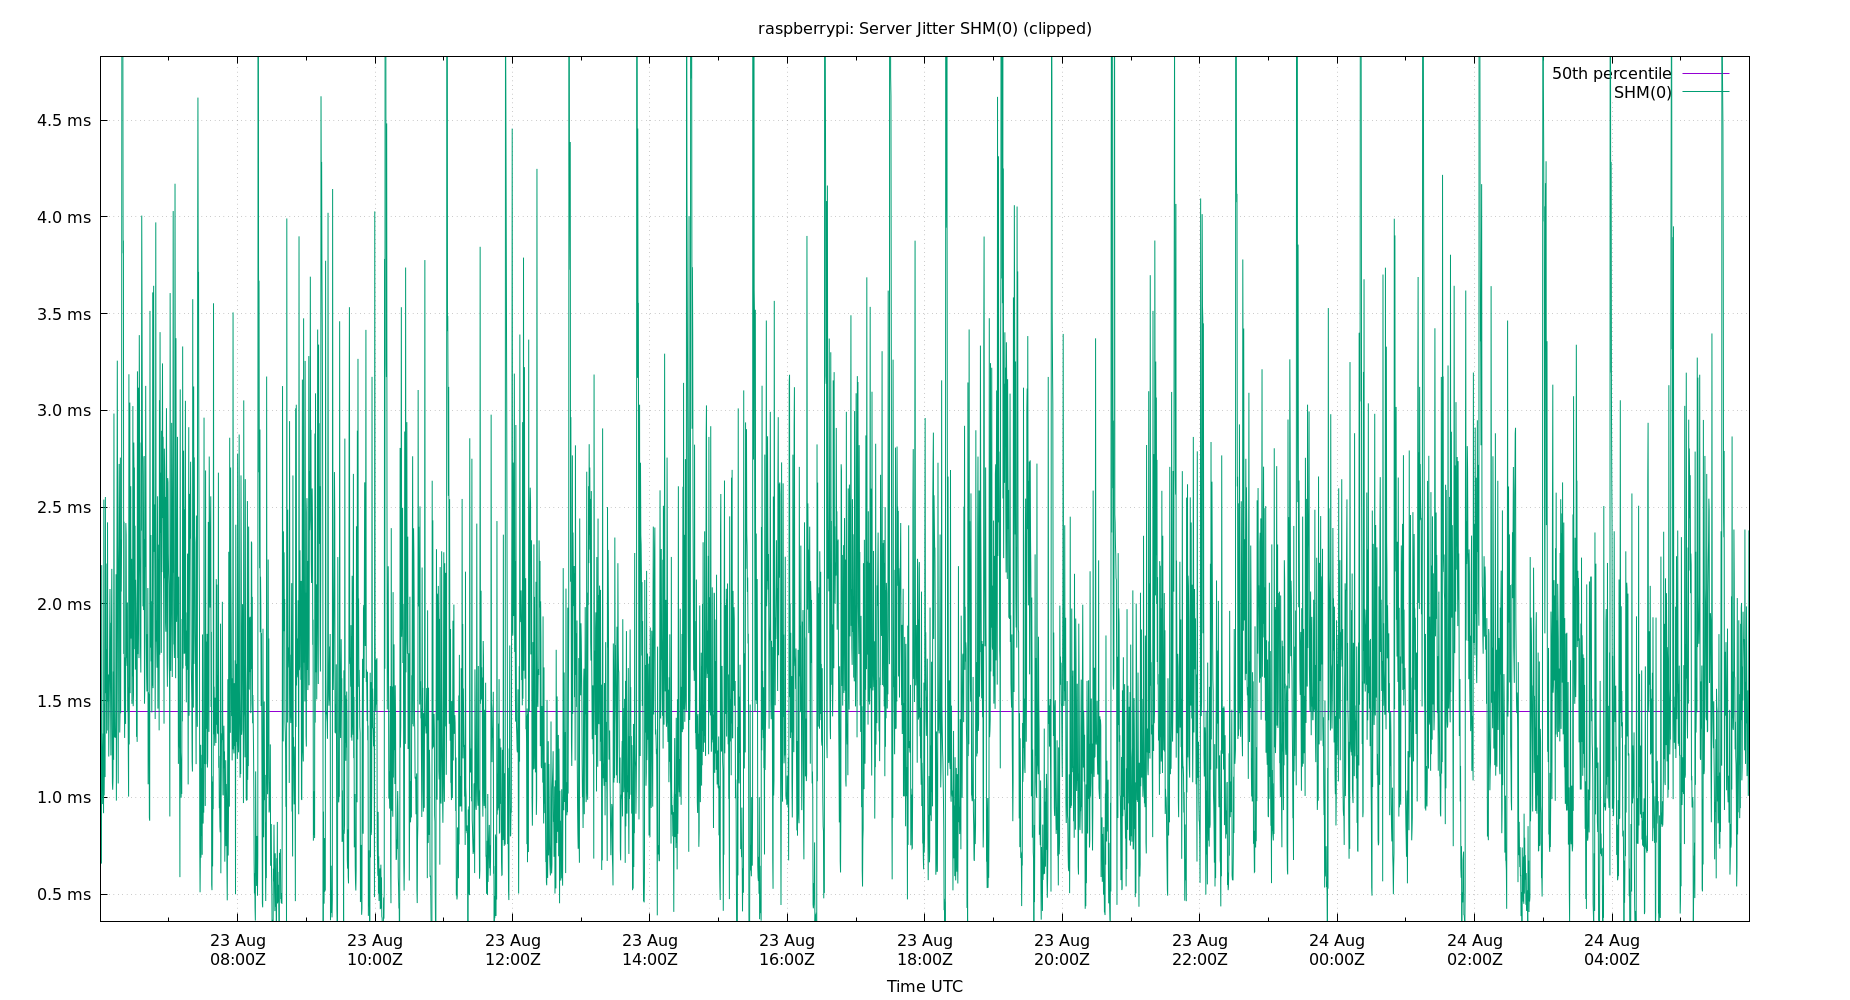 raspberrypi: Server Jitter SHM(0) (clipped)
50th percentile
SHM(0)
4.5 ms
4.0 ms
3.5 ms
3.0 ms
2.5 ms
2.0 ms
1.5 ms
1.0 ms
0.5 ms
23 Aug 23 Aug 23 Aug 23 Aug 23 Aug 23 Aug 23 Aug 23 Aug 24 Aug 24 Aug 24 Aug
08:00Z 10:00Z 12:00Z 14:00Z 16:00Z 18:00Z 20:00Z 22:00Z 00:00Z 02:00Z 04:00Z
Time UTC